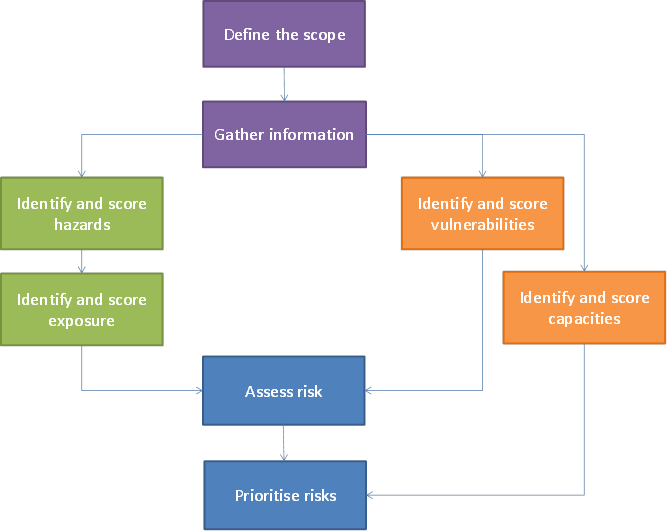 Define the scope
Gather information
Identify and score
hazards
Identify and score
vulnerabilities
Identify and score
exposure
Identify and score
capacities
Assess risk
Prioritise risks